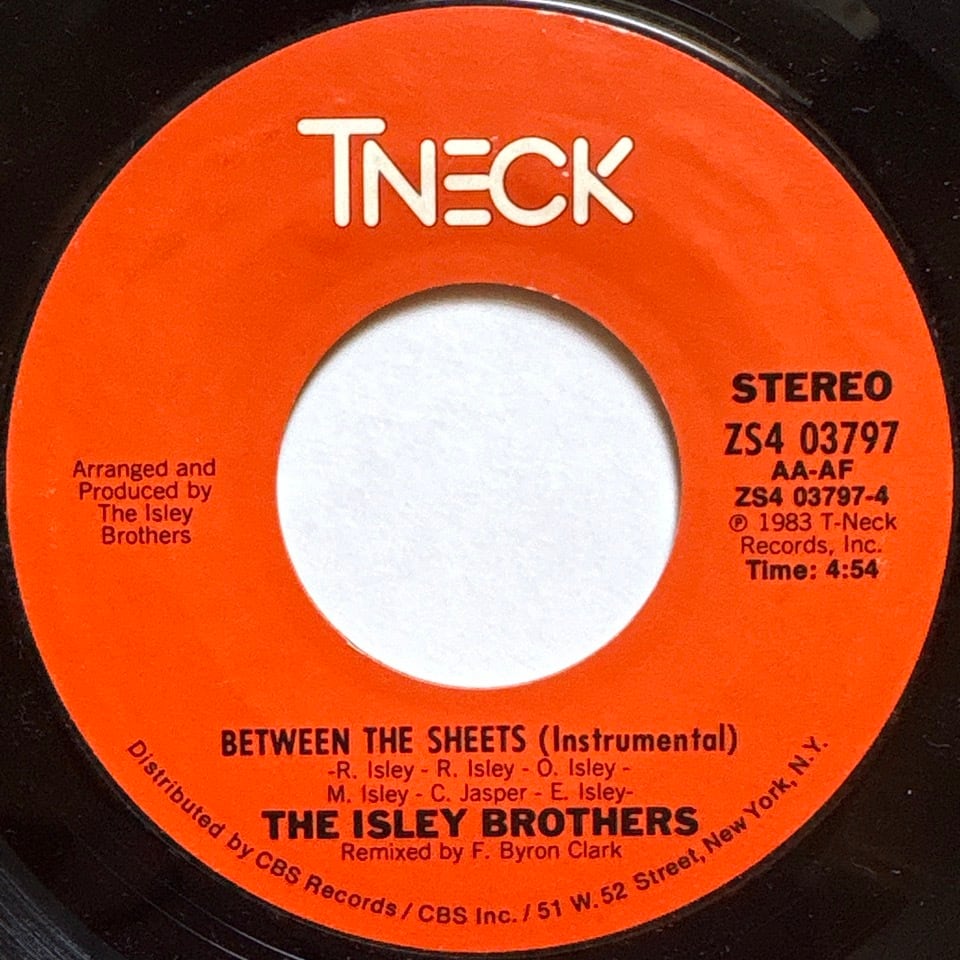 TNECK
STEREO
ZS4 03797
AA-AF
ZS4 03797-4
℗ 1983 T-Neck
Records, Inc.
Time: 4:54
Arranged and
Produced by
The Isley
Brothers
BETWEEN THE SHEETS (Instrumental)
-R. Isley - R. Isley - O. Isley -
M. Isley - C. Jasper - E. Isley-
THE ISLEY BROTHERS
Remixed by F. Byron Clark
Distributed by CBS Records / CBS Inc. / 51 W. 52 Street, New York, N.Y.